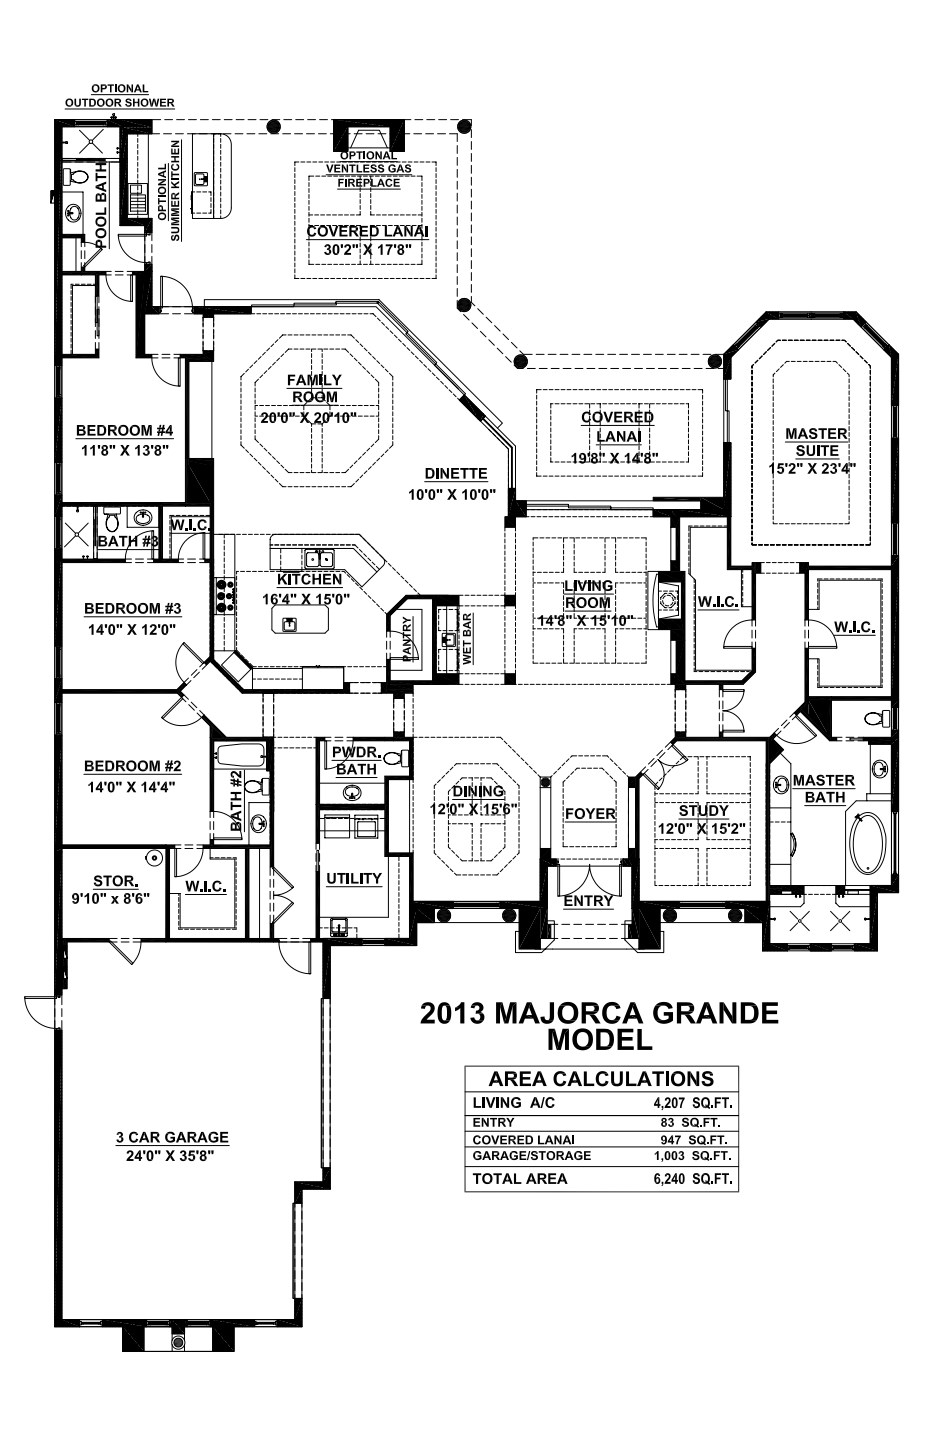 OPTIONAL
OUTDOOR SHOWER
POOL BATH
OPTIONAL
SUMMER KITCHEN
OPTIONAL
VENTLESS GAS
FIREPLACE
COVERED LANAI
30'2" X 17'8"
FAMILY
ROOM
20'0" X 20'10"
BEDROOM #4
11'8" X 13'8"
DINETTE
10'0" X 10'0"
COVERED
LANAI
19'8" X 14'8"
MASTER
SUITE
15'2" X 23'4"
BATH #3
W.I.C.
KITCHEN
16'4" X 15'0"
LIVING
ROOM
14'8" X 15'10"
W.I.C.
W.I.C.
BEDROOM #3
14'0" X 12'0"
PANTRY
WET BAR
BEDROOM #2
14'0" X 14'4"
BATH #2
PWDR.
BATH
DINING
12'0" X 15'6"
FOYER
STUDY
12'0" X 15'2"
MASTER
BATH
STOR.
9'10" x 8'6"
W.I.C.
UTILITY
ENTRY
3 CAR GARAGE
24'0" X 35'8"
2013 MAJORCA GRANDE
MODEL
AREA CALCULATIONS
LIVING A/C 4,207 SQ.FT.
ENTRY 83 SQ.FT.
COVERED LANAI 947 SQ.FT.
GARAGE/STORAGE 1,003 SQ.FT.
TOTAL AREA 6,240 SQ.FT.